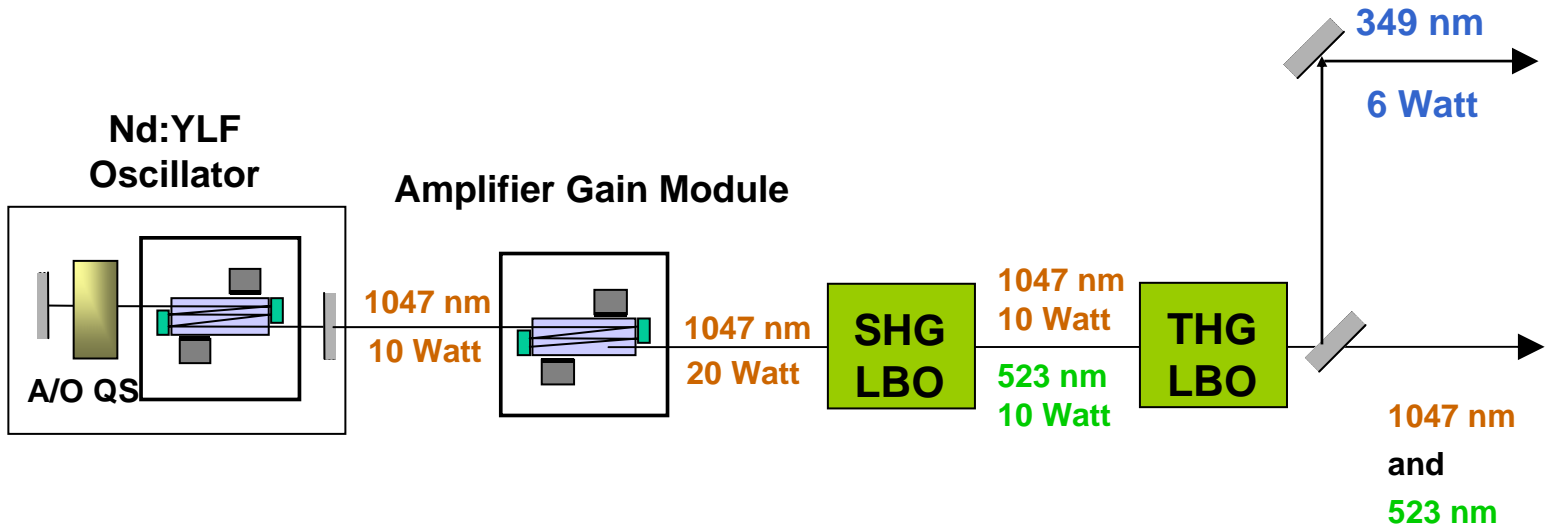 349 nm
6 Watt
Nd:YLF
Oscillator
Amplifier Gain Module
A/O QS
1047 nm
10 Watt
1047 nm
20 Watt
SHG
LBO
1047 nm
10 Watt
523 nm
10 Watt
THG
LBO
1047 nm
and
523 nm